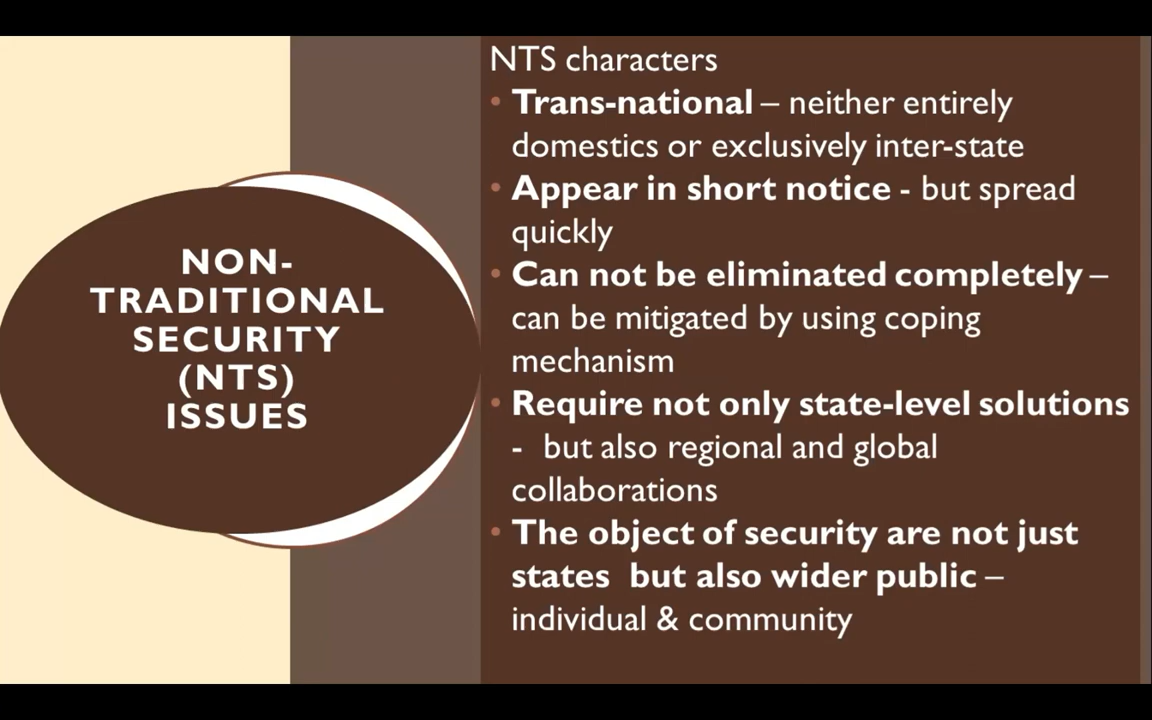 NON-
TRADITIONAL
SECURITY
(NTS)
ISSUES
NTS characters
• Trans-national – neither entirely
domestics or exclusively inter-state
• Appear in short notice - but spread
quickly
• Can not be eliminated completely –
can be mitigated by using coping
mechanism
• Require not only state-level solutions
- but also regional and global
collaborations
• The object of security are not just
states  but also wider public –
individual & community